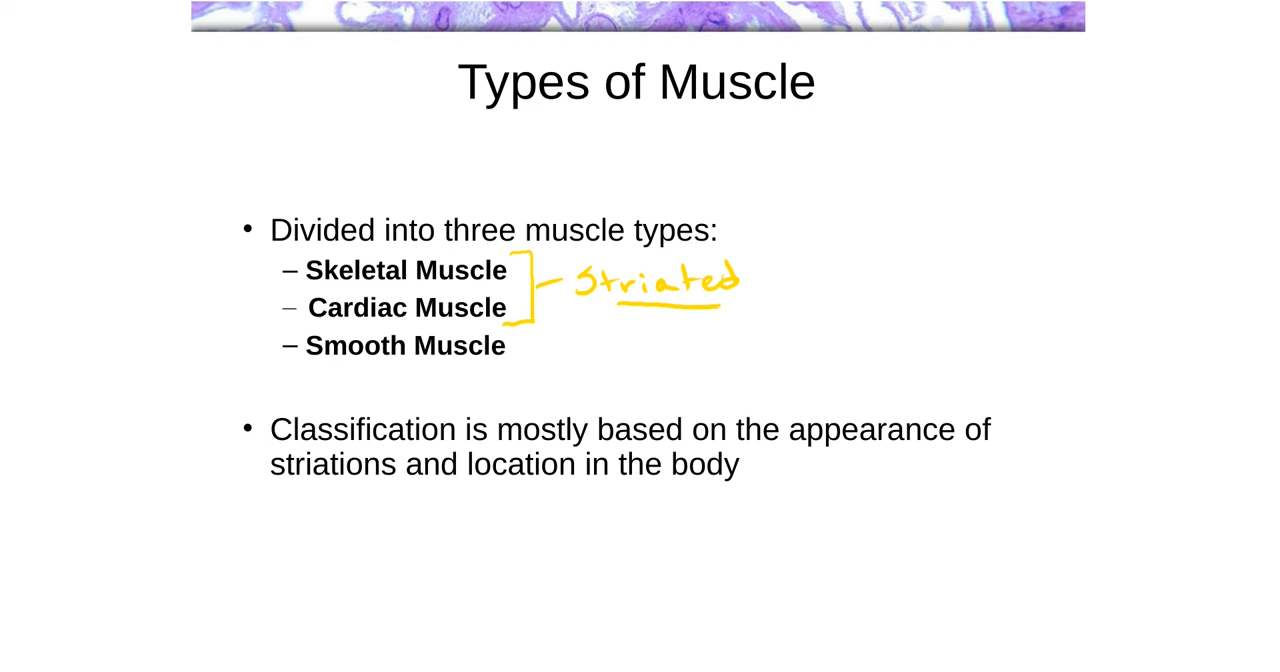 Types of Muscle
• Divided into three muscle types:
– Skeletal Muscle
– Cardiac Muscle
– Smooth Muscle
Striated
• Classification is mostly based on the appearance of
striations and location in the body